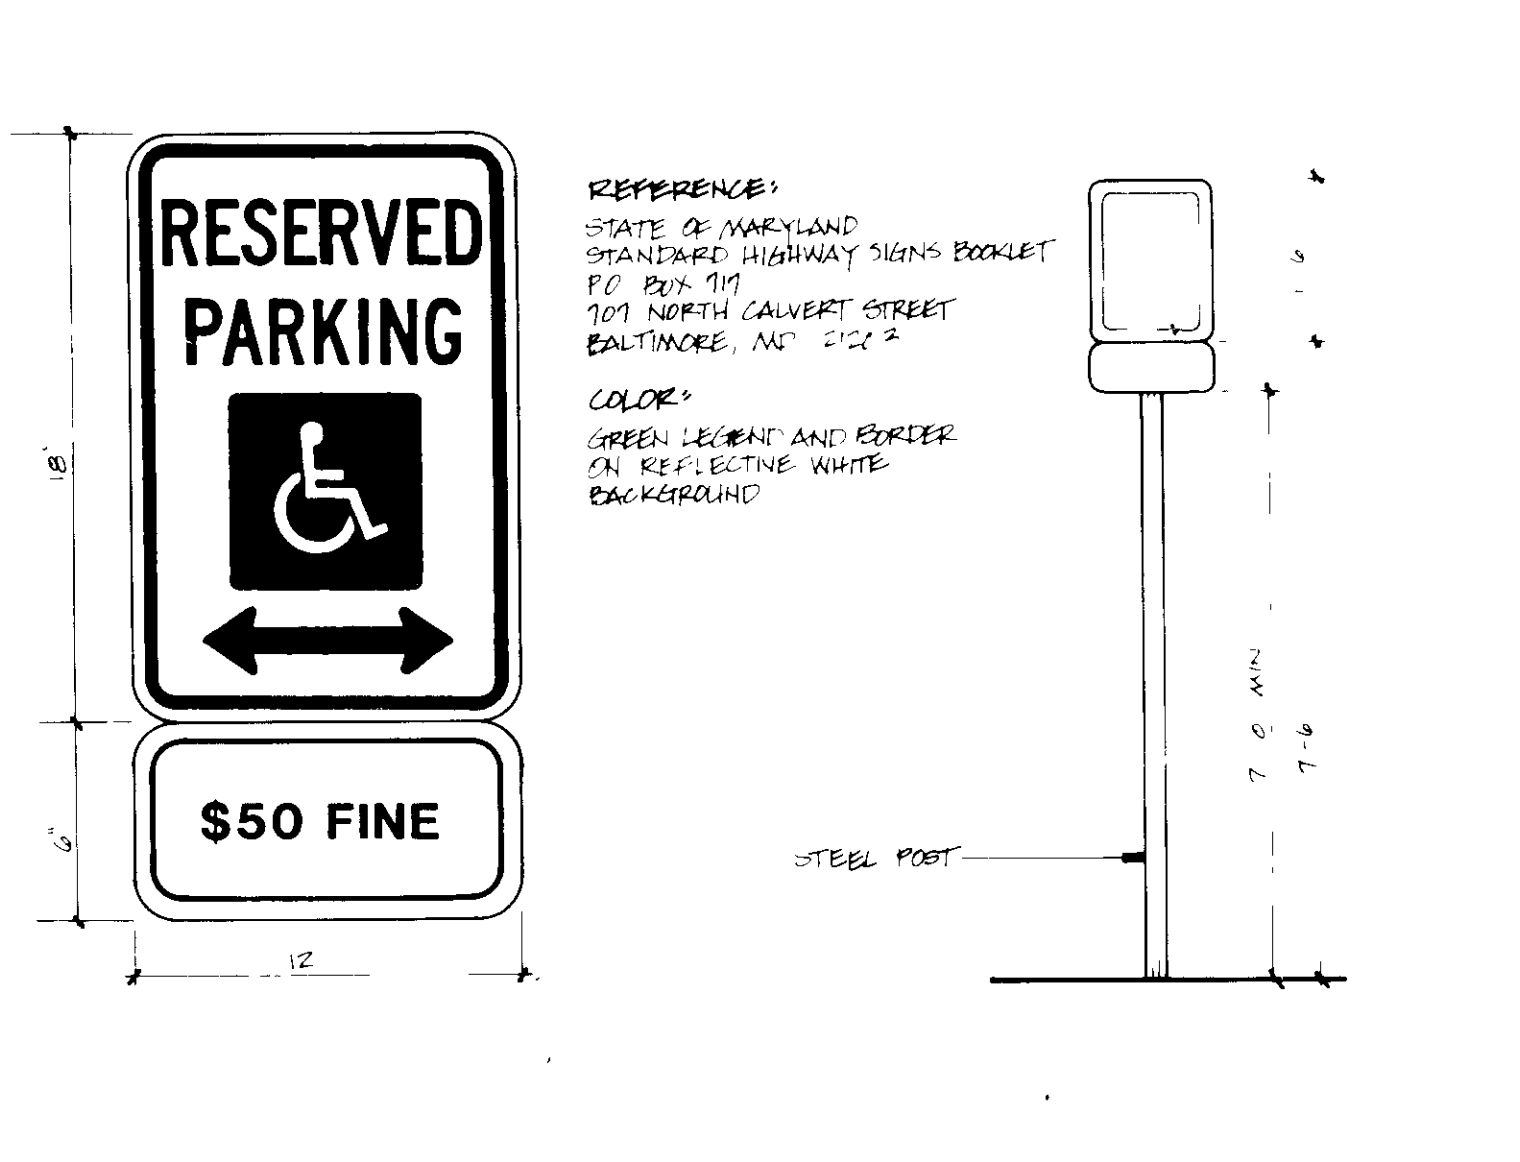 RESERVED
PARKING
$50 FINE
18"
6"
12
REFERENCE:
STATE OF MARYLAND
STANDARD HIGHWAY SIGNS BOOKLET
PO BOX 717
707 NORTH CALVERT STREET
BALTIMORE, MD
COLOR:
GREEN LEGEND AND BORDER
ON REFLECTIVE WHITE
BACKGROUND
STEEL POST
1 6
7 0 MIN
7-6